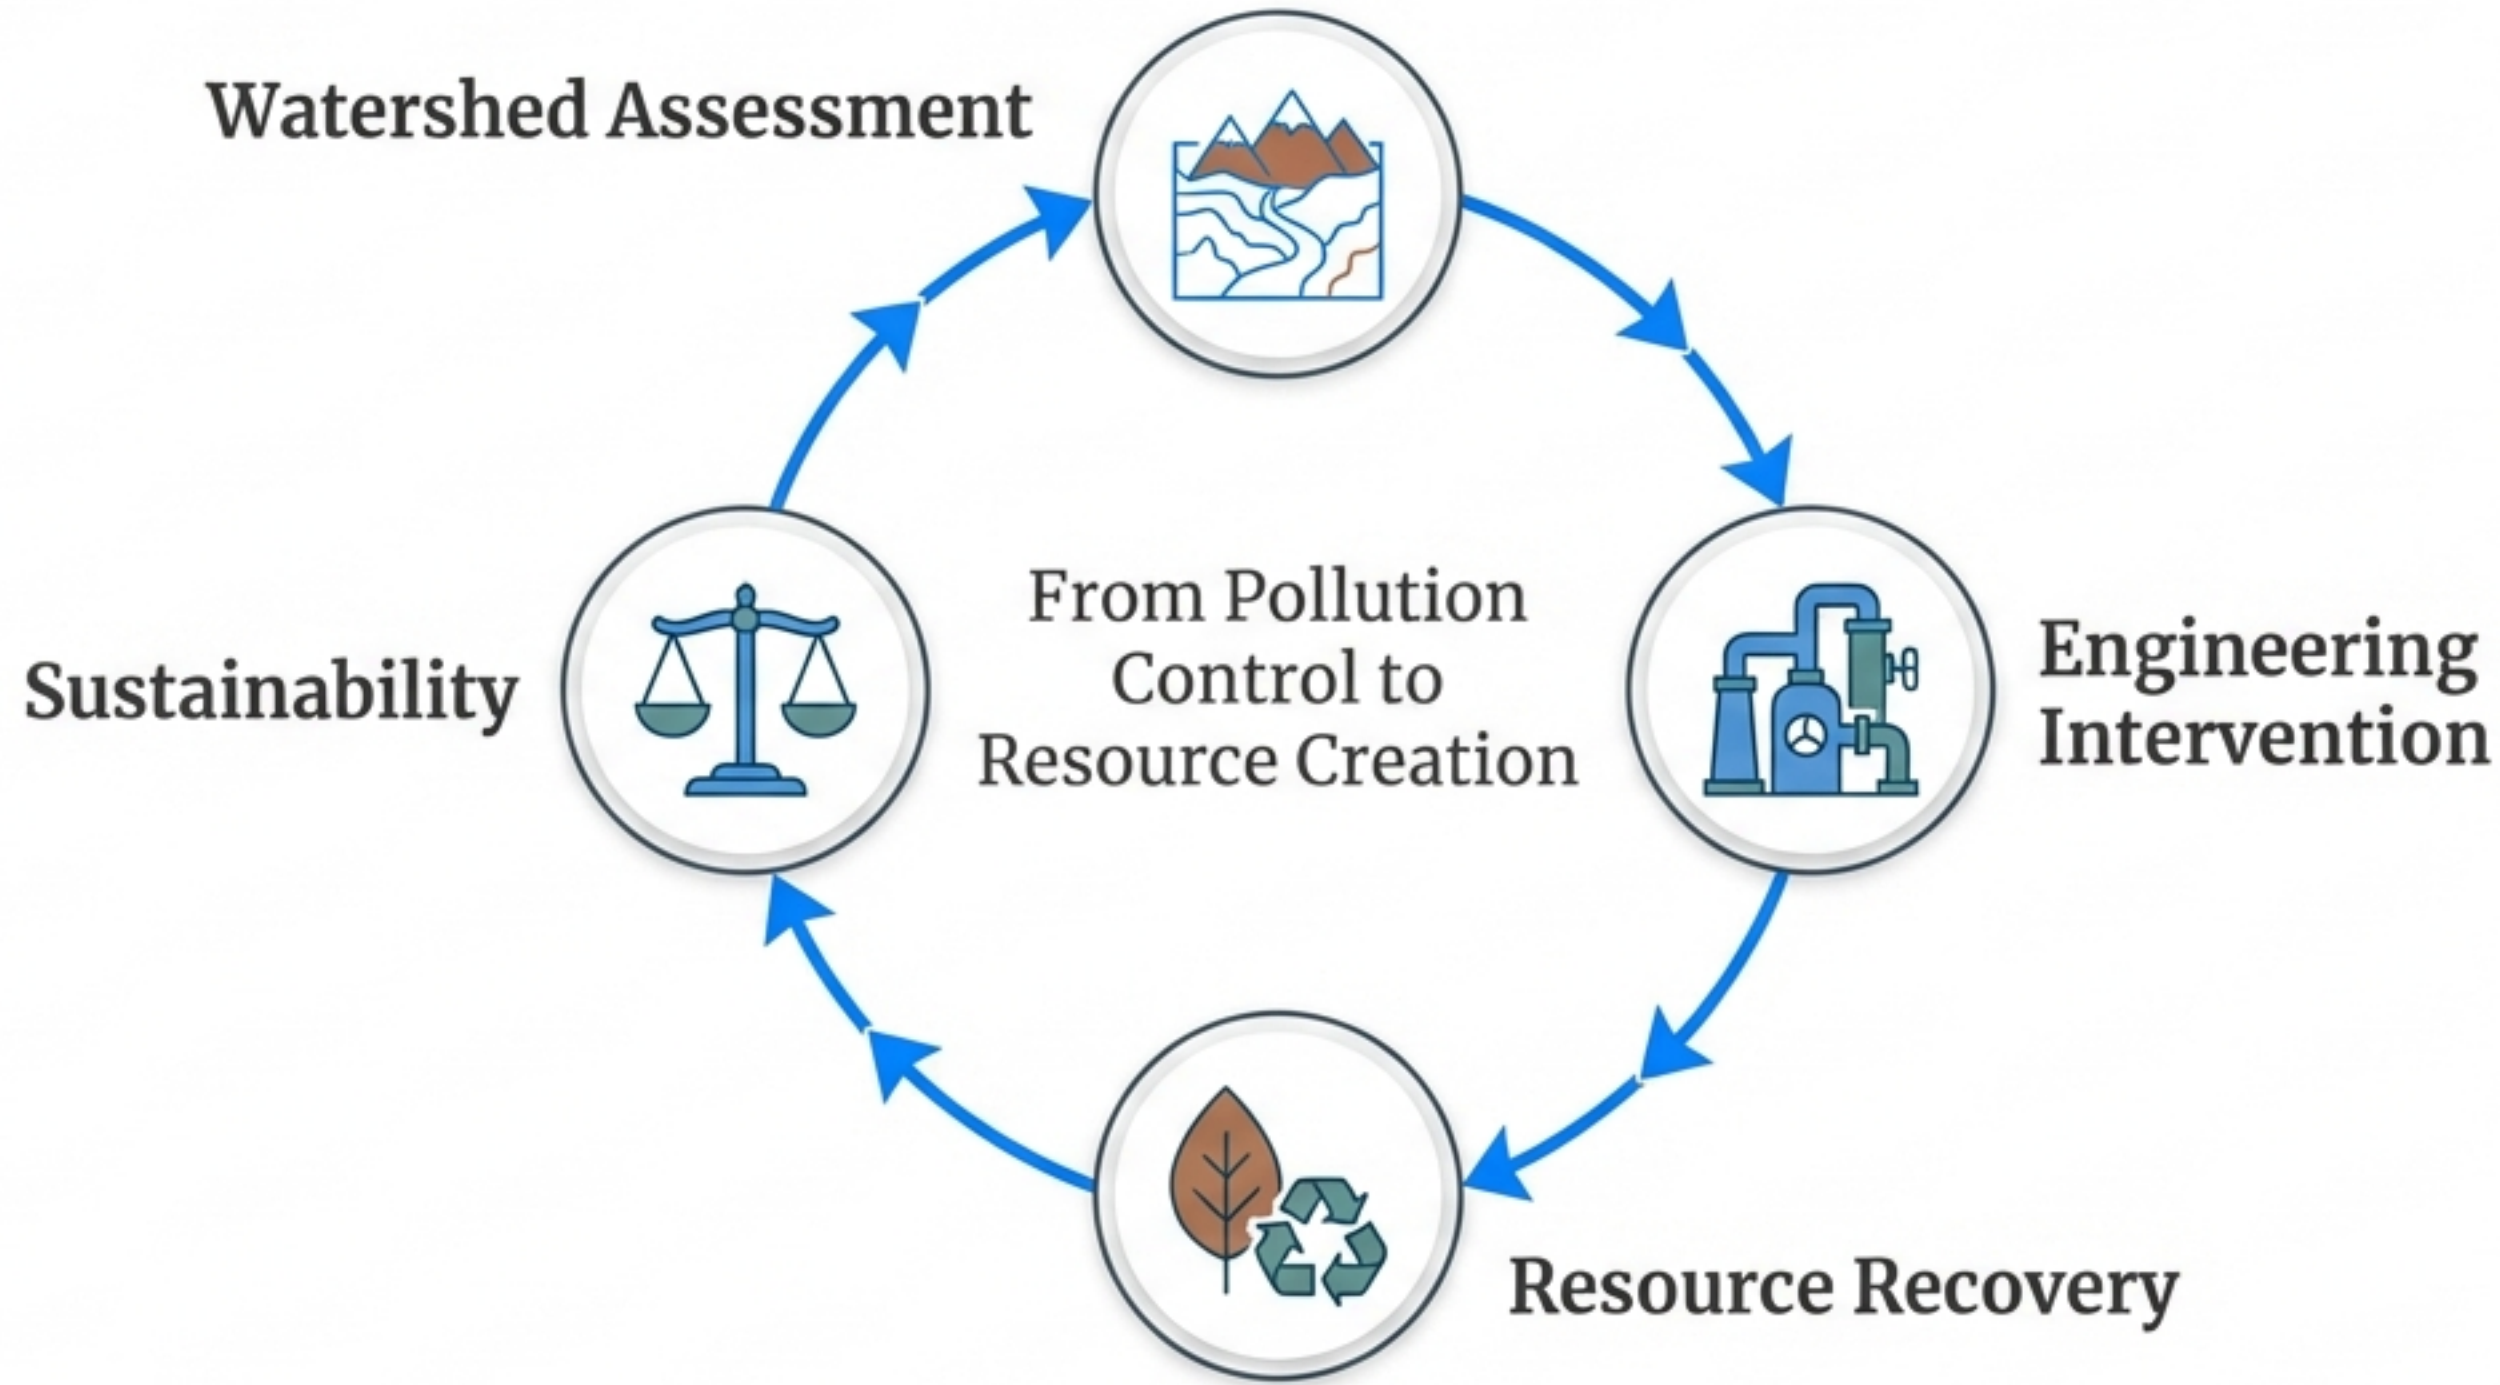 Watershed Assessment
From Pollution
Control to
Resource Creation
Engineering
Intervention
Sustainability
Resource Recovery